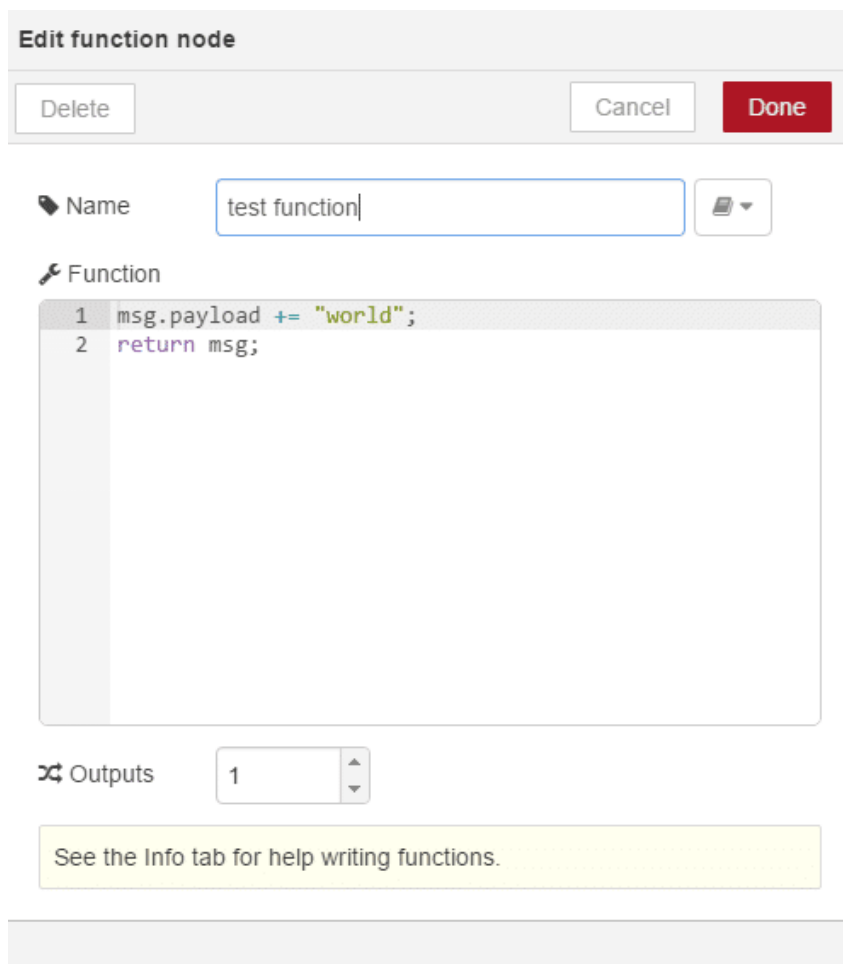 Edit function node
Delete Cancel Done
Name test function
Function
1 msg.payload += "world";
2 return msg;
Outputs 1
See the Info tab for help writing functions.